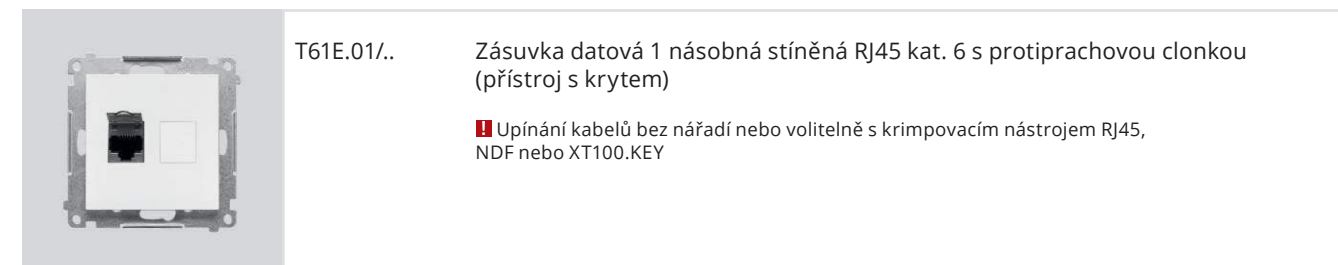 T61E.01/..
Zásuvka datová 1 násobná stíněná RJ45 kat. 6 s protiprachovou clonkou
(přístroj s krytem)
! Upínání kabelů bez nářadí nebo volitelně s krimpovacím nástrojem RJ45,
NDF nebo XT100.KEY